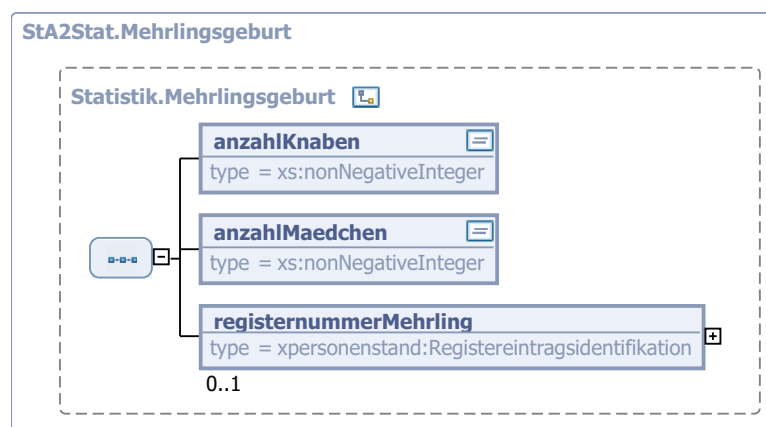 StA2Stat.Mehrlingsgeburt
Statistik.Mehrlingsgeburt
anzahlKnaben
type = xs:nonNegativeInteger
anzahlMaedchen
type = xs:nonNegativeInteger
registernummerMehrling
type = xpersonenstand:Registereintragsidentifikation
0..1